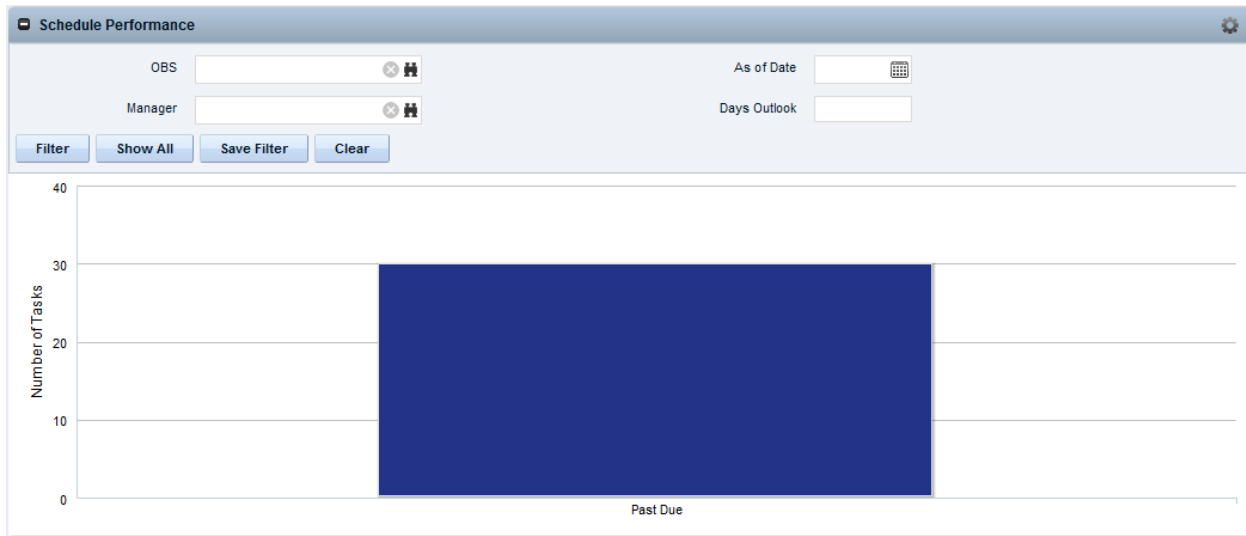 Schedule Performance
OBS
As of Date
Manager
Days Outlook
Filter Show All Save Filter Clear
40
30
20
10
0
Number of Tasks
Past Due